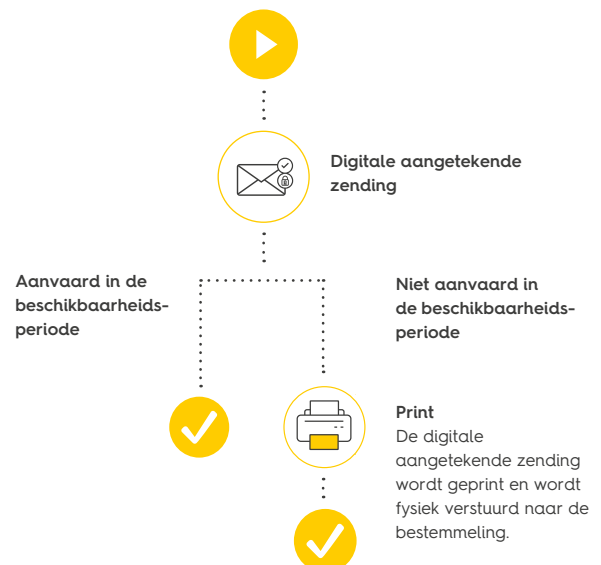 Digitale aangetekende
zending
Aanvaard in de
beschikbaarheids-
periode
Niet aanvaard in
de beschikbaarheids-
periode
Print
De digitale
aangetekende zending
wordt geprint en wordt
fysiek verstuurd naar de
bestemmeling.